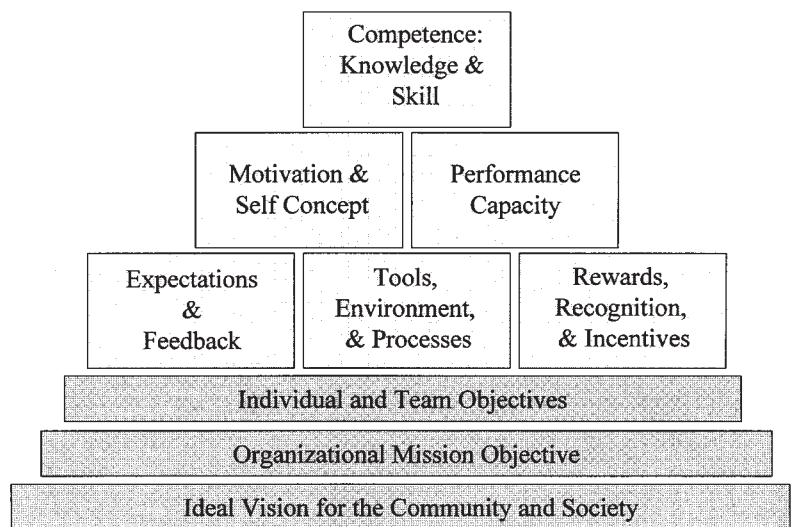 Competence:
Knowledge &
Skill
Motivation &
Self Concept
Performance
Capacity
Expectations
&
Feedback
Tools,
Environment,
& Processes
Rewards,
Recognition,
& Incentives
Individual and Team Objectives
Organizational Mission Objective
Ideal Vision for the Community and Society